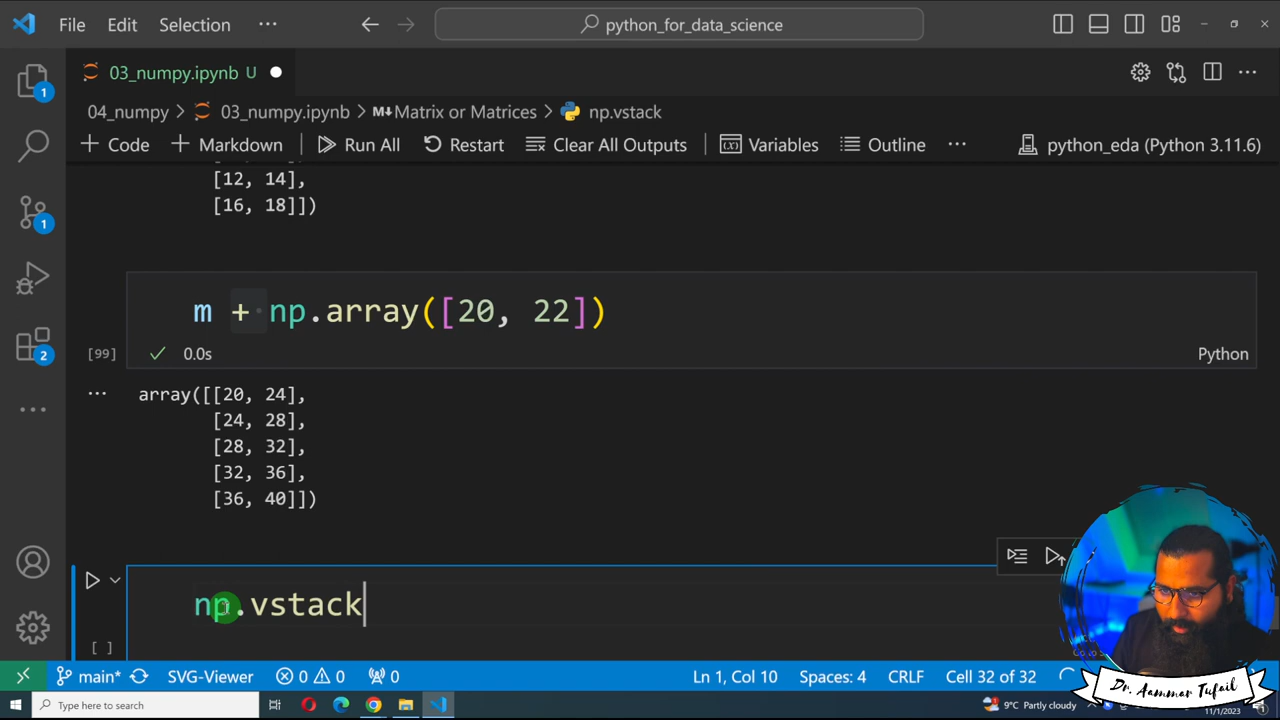 File Edit Selection ··· python_for_data_science
03_numpy.ipynb U
04_numpy > 03_numpy.ipynb > M↓Matrix or Matrices > np.vstack
+ Code + Markdown Run All Restart Clear All Outputs Variables Outline ··· python_eda (Python 3.11.6)
[12, 14],
[16, 18]])
m + np.array([20, 22])
[99] 0.0s Python
array([[20, 24],
[24, 28],
[28, 32],
[32, 36],
[36, 40]])
np.vstack
[ ]
main* SVG-Viewer 0 0 0 Ln 1, Col 10 Spaces: 4 CRLF Cell 32 of 32
Type here to search 9°C Partly cloudy 11/1/2023
Dr. Aammar Tufail
1
1
2